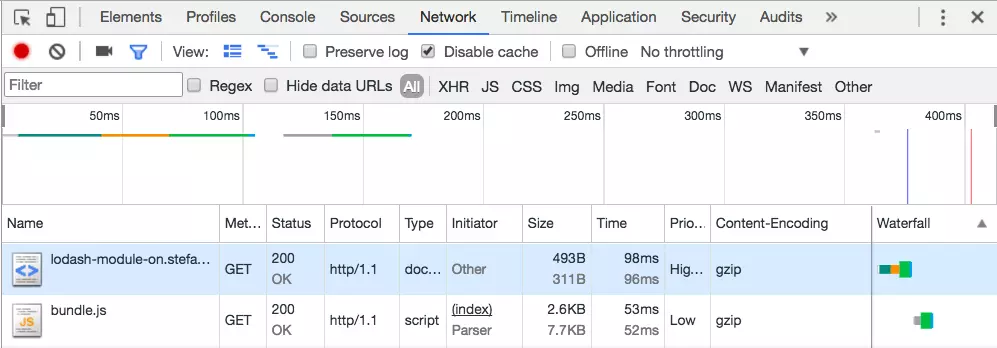 Elements Profiles Console Sources Network Timeline Application Security Audits »
View: Preserve log Disable cache Offline No throttling
Filter Regex Hide data URLs All XHR JS CSS Img Media Font Doc WS Manifest Other
50ms 100ms 150ms 200ms 250ms 300ms 350ms 400ms
Name Met... Status Protocol Type Initiator Size Time Prio... Content-Encoding Waterfall
lodash-module-on.stefa... GET 200 http/1.1 doc... Other 493B 98ms Hig... gzip
OK 311B 96ms
bundle.js GET 200 http/1.1 script (index) 2.6KB 53ms Low gzip
JS OK Parser 7.7KB 52ms